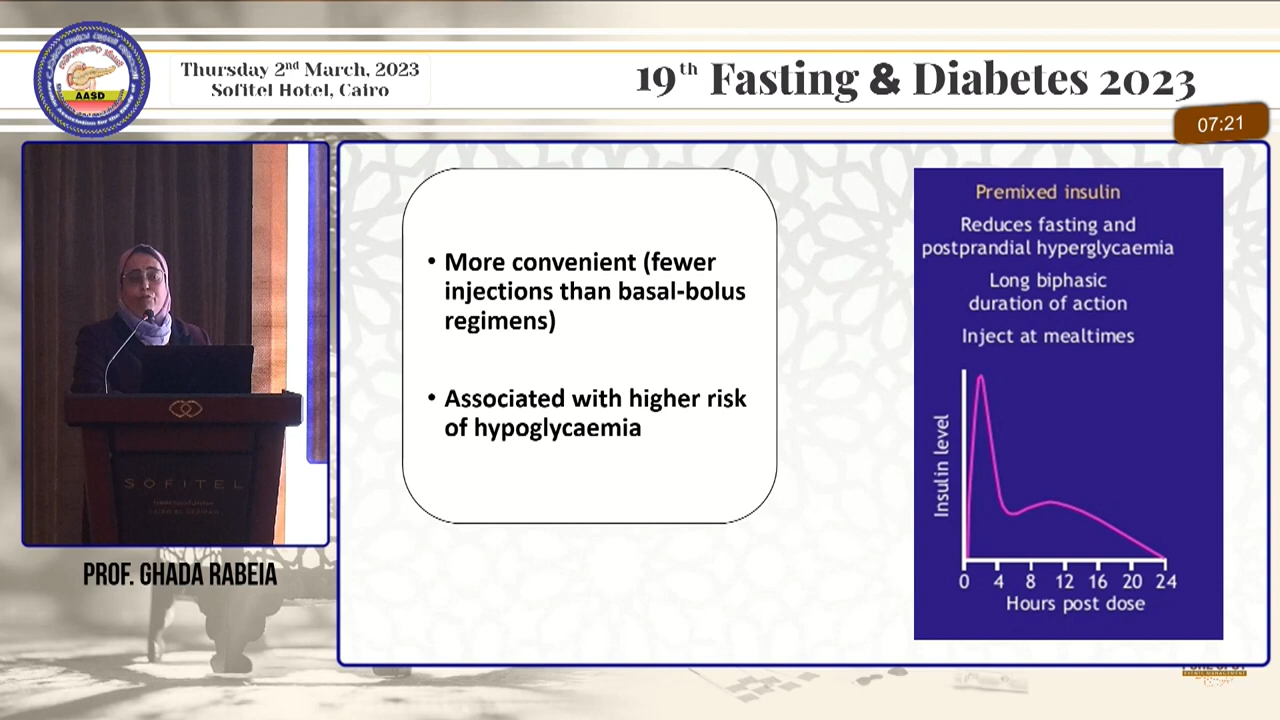 AASD
Thursday 2nd March, 2023
Sofitel Hotel, Cairo
19th Fasting & Diabetes 2023
07:21
• More convenient (fewer
injections than basal-bolus
regimens)
• Associated with higher risk
of hypoglycaemia
Premixed insulin
Reduces fasting and
postprandial hyperglycaemia
Long biphasic
duration of action
Inject at mealtimes
Insulin level
0 4 8 12 16 20 24
Hours post dose
SOFITEL
PROF. GHADA RABEIA